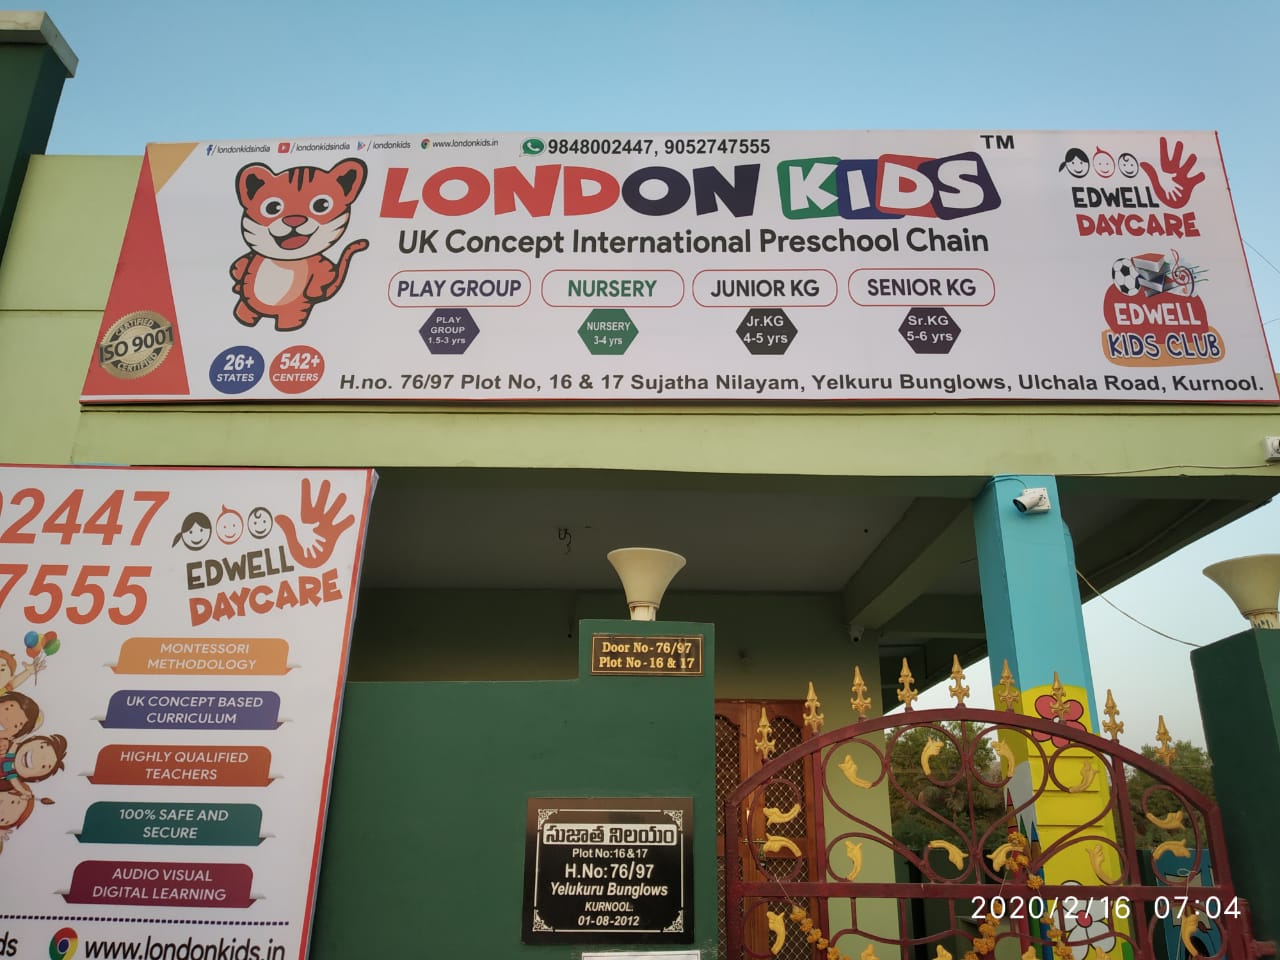 /londonkidsindia /londonkidsindia /londonkids www.londonkids.in 9848002447, 9052747555
LONDON KIDS TM
UK Concept International Preschool Chain
PLAY GROUP NURSERY JUNIOR KG SENIOR KG
PLAY
GROUP
1.5-3 yrs
NURSERY
3-4 yrs
Jr.KG
4-5 yrs
Sr.KG
5-6 yrs
CERTIFIED
ISO 9001
CERTIFIED
26+
STATES
542+
CENTERS
H.no. 76/97 Plot No, 16 & 17 Sujatha Nilayam, Yelkuru Bunglows, Ulchala Road, Kurnool.
EDWELL
DAYCARE
EDWELL
KIDS CLUB
2447
7555
EDWELL
DAYCARE
MONTESSORI
METHODOLOGY
UK CONCEPT BASED
CURRICULUM
HIGHLY QUALIFIED
TEACHERS
100% SAFE AND
SECURE
AUDIO VISUAL
DIGITAL LEARNING
ds www.londonkids.in
Door No - 76/97
Plot No - 16 & 17
సుజాత నిలయం
Plot No:16&17
H.No: 76/97
Yelukuru Bunglows
KURNOOL.
01-08-2012
2020/2/16 07:04